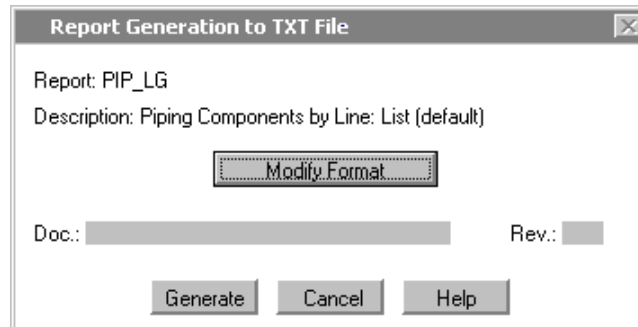 Report Generation to TXT File
Report: PIP_LG
Description: Piping Components by Line: List (default)
Modify Format
Doc.: Rev.:
Generate Cancel Help